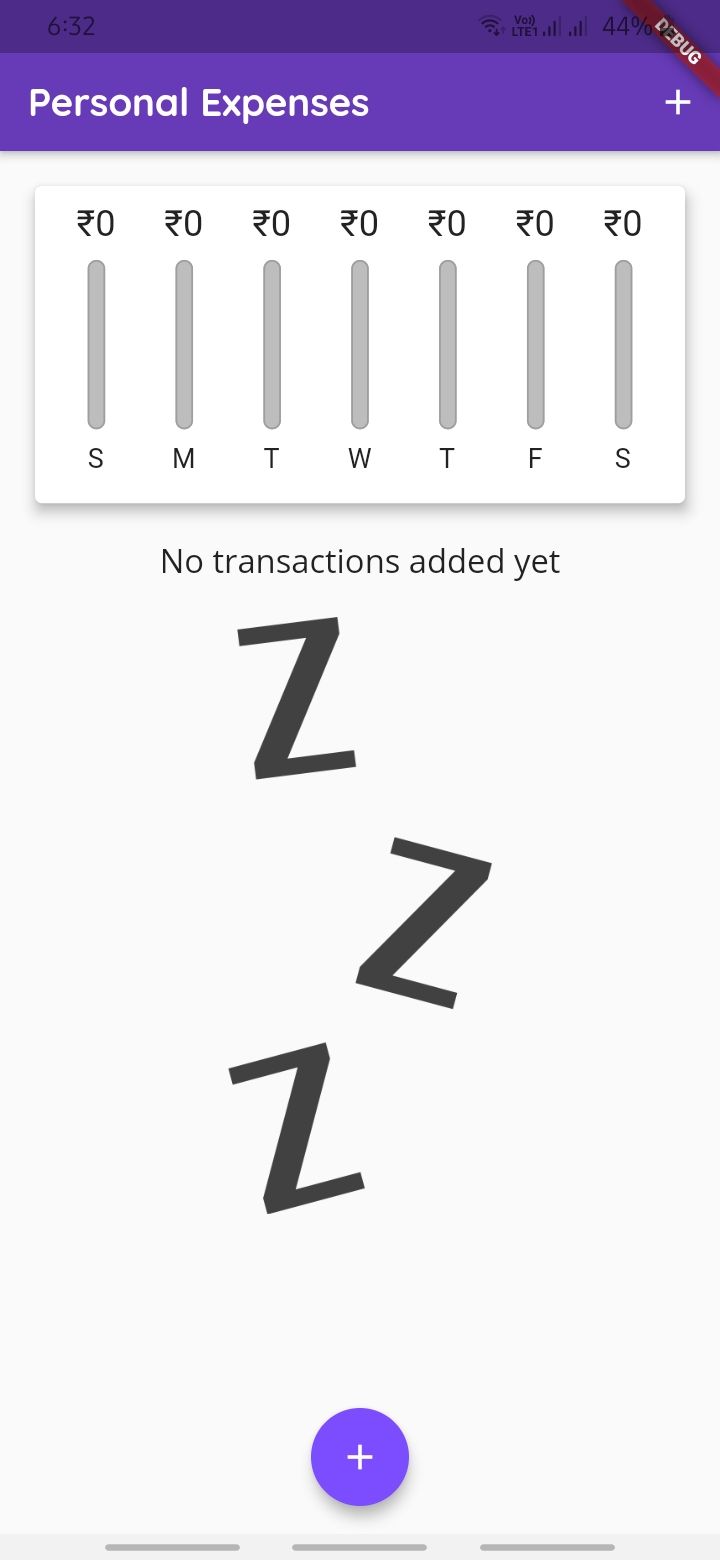 6:32
Vo))
LTE1
44%
DEBUG
Personal Expenses
+
₹0 ₹0 ₹0 ₹0 ₹0 ₹0 ₹0
S M T W T F S
No transactions added yet
Z
Z
Z
+